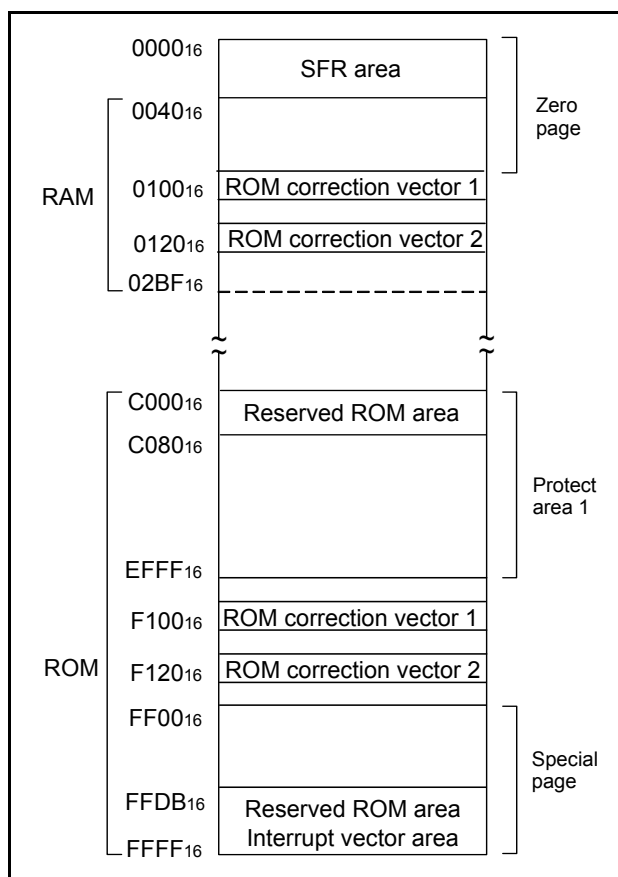 0000₁₆
SFR area
Zero
page
0040₁₆
RAM
0100₁₆
ROM correction vector 1
0120₁₆
ROM correction vector 2
02BF₁₆
≈ ≈
C000₁₆
Reserved ROM area
C080₁₆
Protect
area 1
EFFF₁₆
F100₁₆
ROM correction vector 1
ROM
F120₁₆
ROM correction vector 2
FF00₁₆
Special
page
FFDB₁₆
Reserved ROM area
Interrupt vector area
FFFF₁₆